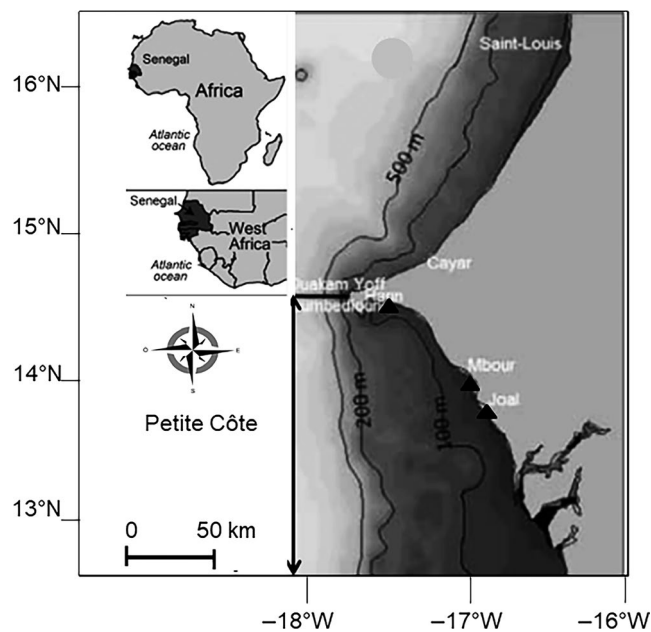 Senegal
Africa
Atlantic
ocean
Senegal
West
Africa
Atlantic
ocean
N
O
E
S
Petite Côte
0 50 km
16°N
15°N
14°N
13°N
–18°W
–17°W
–16°W
Saint-Louis
500 m
Cayar
Ouakam Yoff
Hann
Mbour
Joal
200 m
100 m